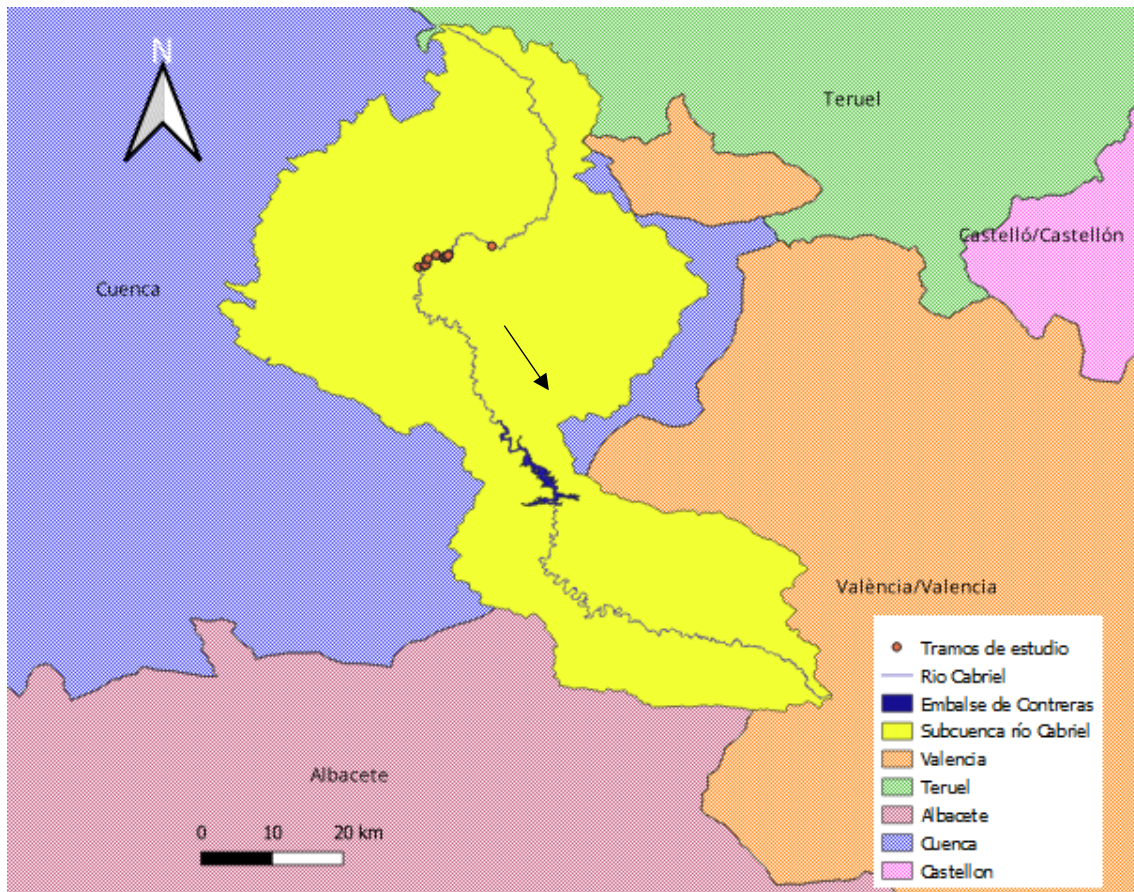 N
Teruel
Castelló/Castellón
Cuenca
València/Valencia
Albacete
0 10 20 km
Tramos de estudio
Rio Cabriel
Embalse de Contreras
Subcuenca río Cabriel
Valencia
Teruel
Albacete
Cuenca
Castellon